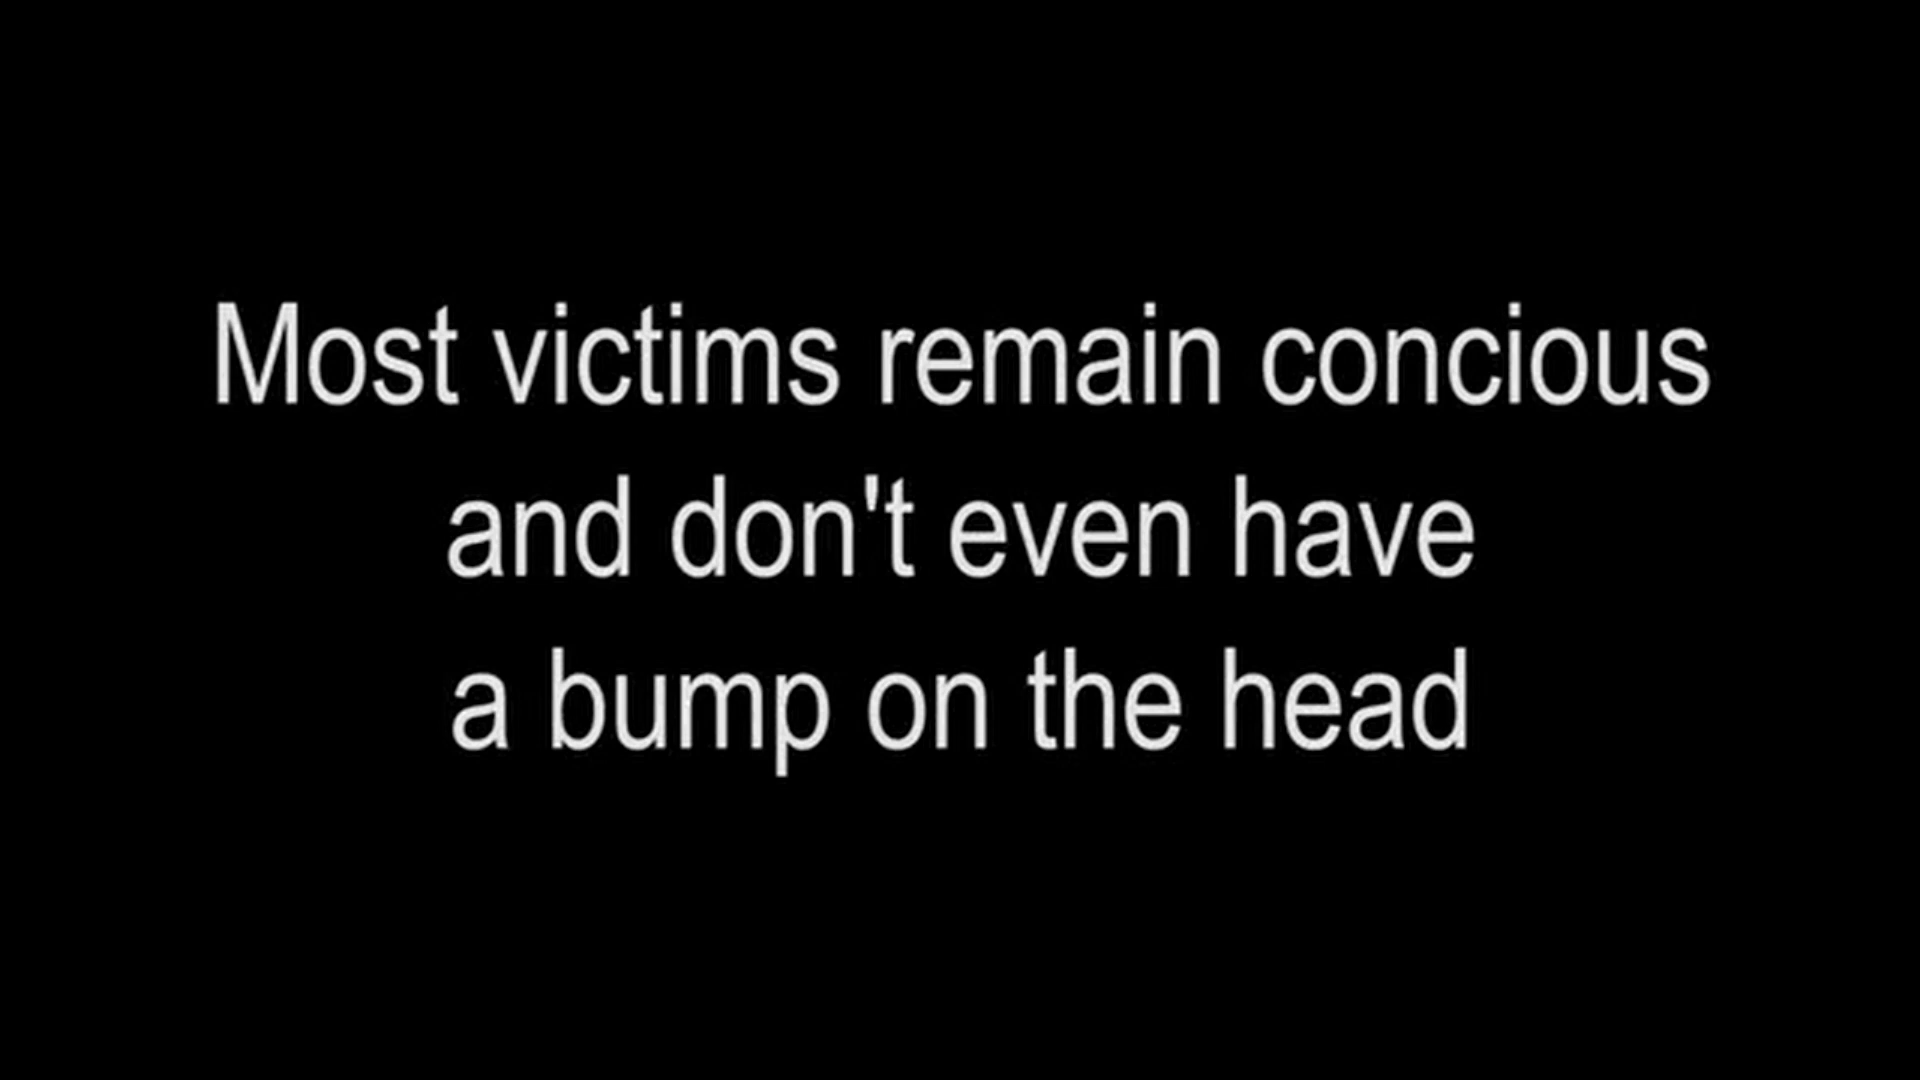 Most victims remain concious
and don't even have
a bump on the head